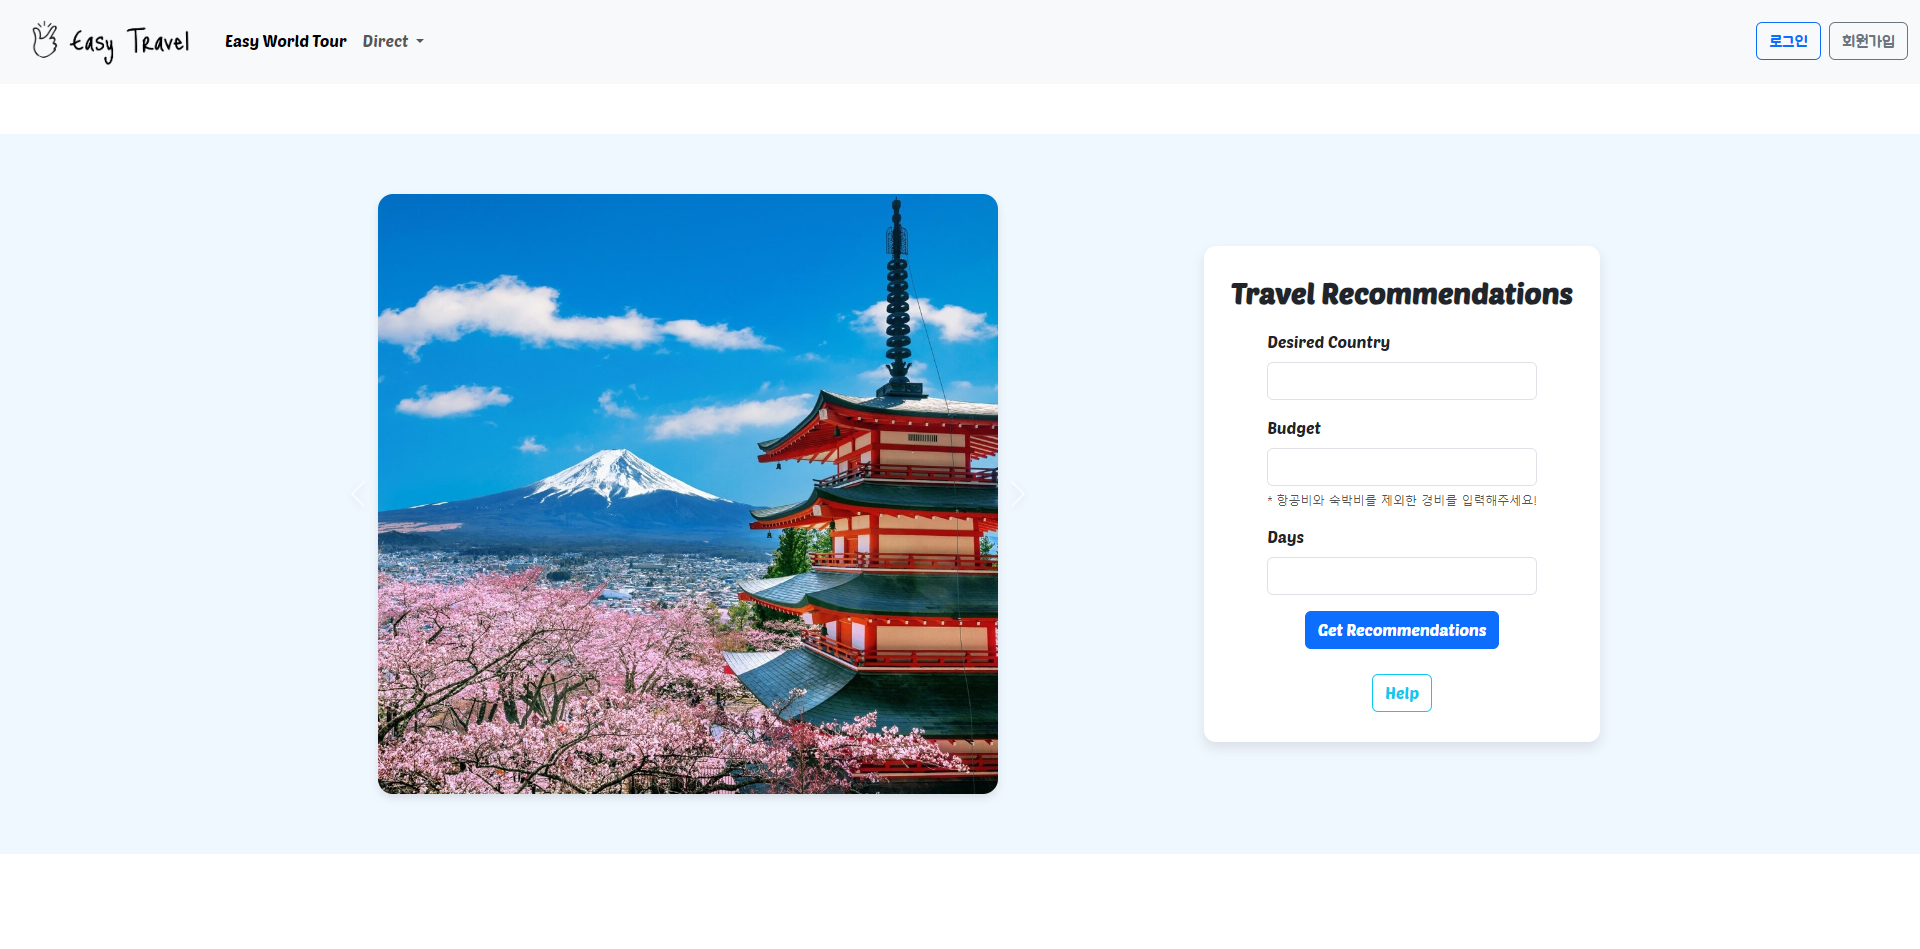 Easy Travel
Easy World Tour
Direct
로그인
회원가입
Travel Recommendations
Desired Country
Budget
* 항공비와 숙박비를 제외한 경비를 입력해주세요!
Days
Get Recommendations
Help